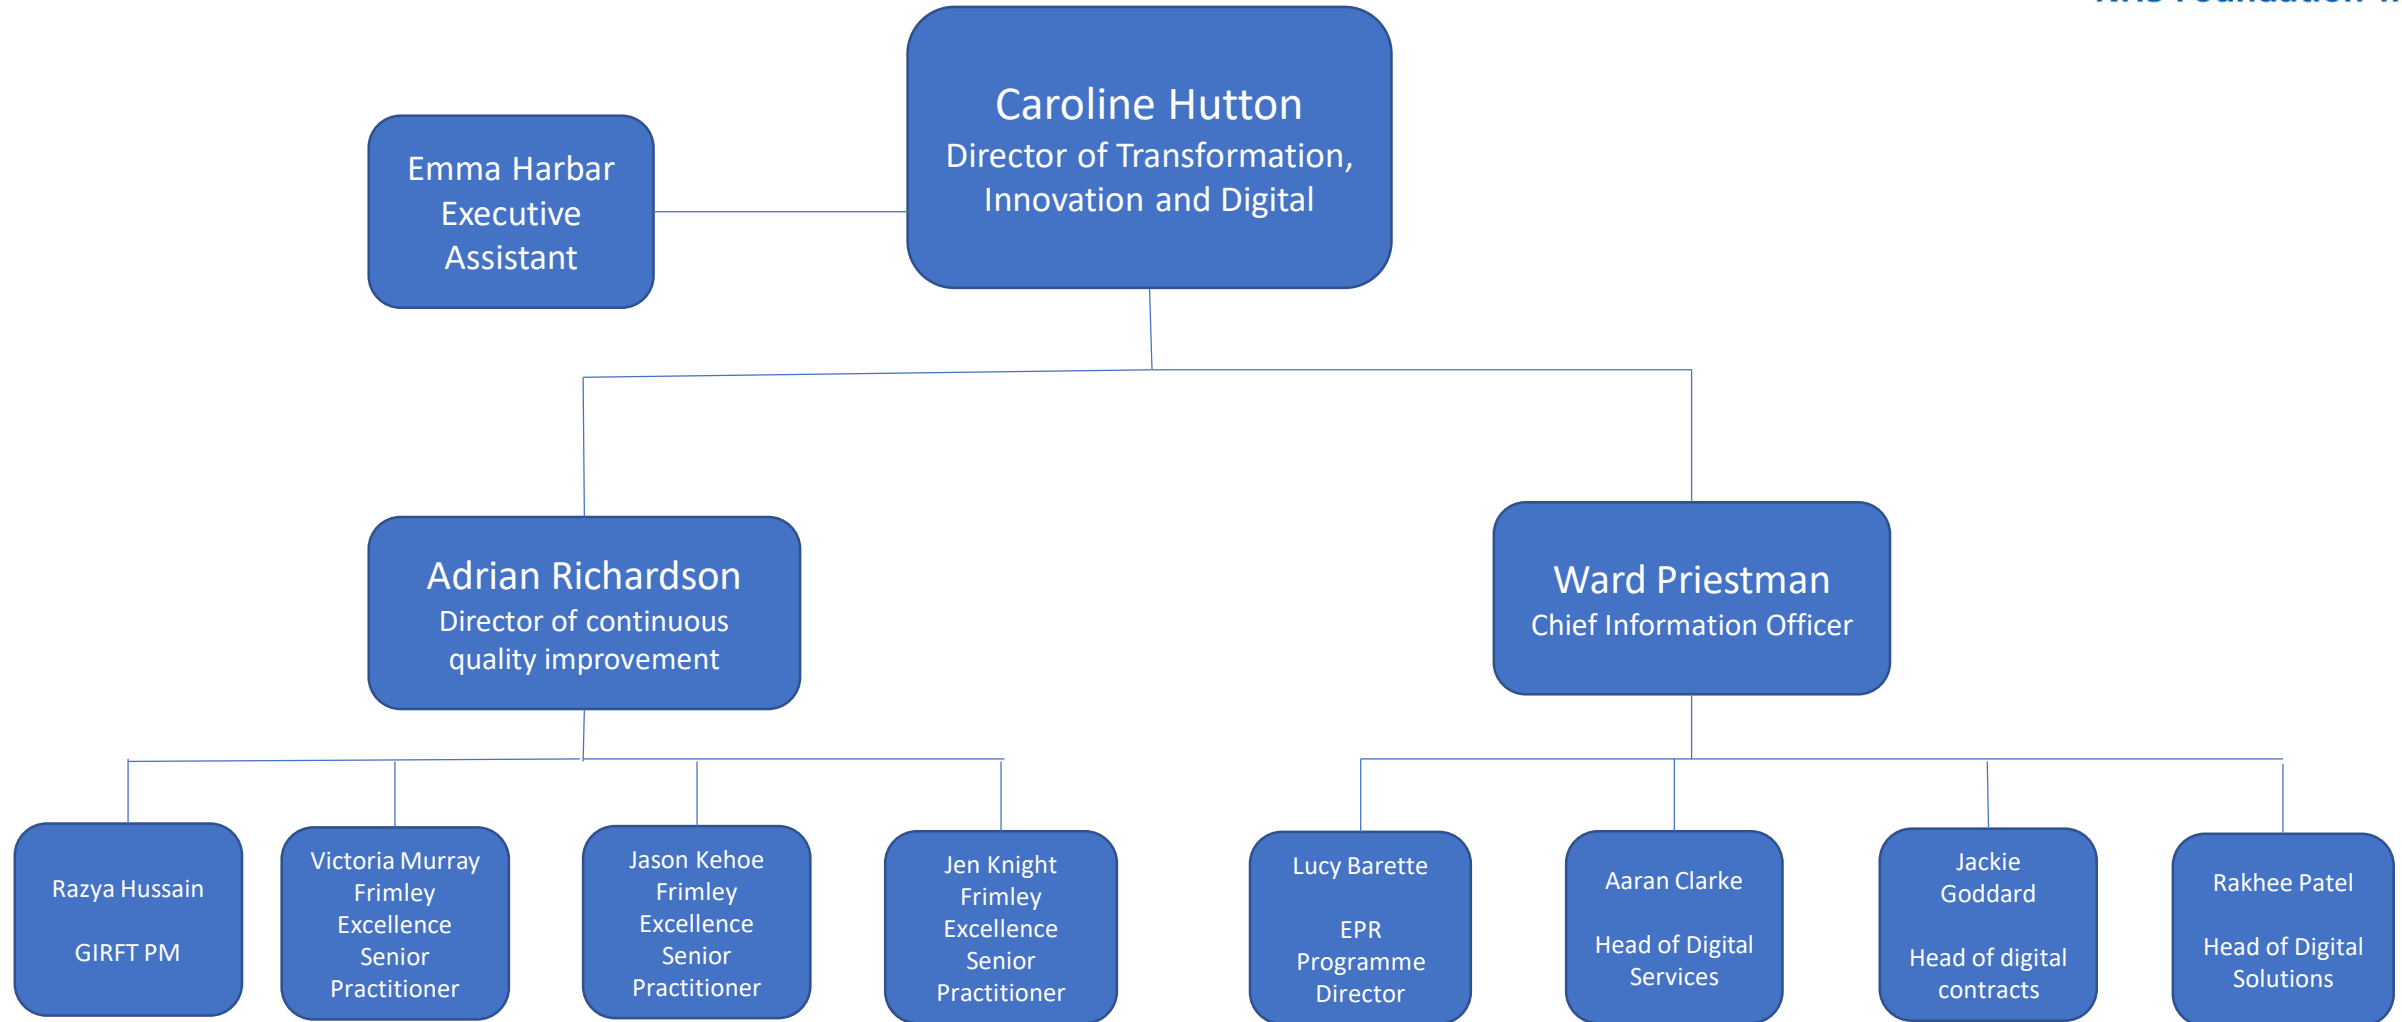 NHS Foundation
Caroline Hutton
Director of Transformation,
Innovation and Digital
Emma Harbar
Executive
Assistant
Adrian Richardson
Director of continuous
quality improvement
Ward Priestman
Chief Information Officer
Razya Hussain
GIRFT PM
Victoria Murray
Frimley
Excellence
Senior
Practitioner
Jason Kehoe
Frimley
Excellence
Senior
Practitioner
Jen Knight
Frimley
Excellence
Senior
Practitioner
Lucy Barette
EPR
Programme
Director
Aaran Clarke
Head of Digital
Services
Jackie
Goddard
Head of digital
contracts
Rakhee Patel
Head of Digital
Solutions